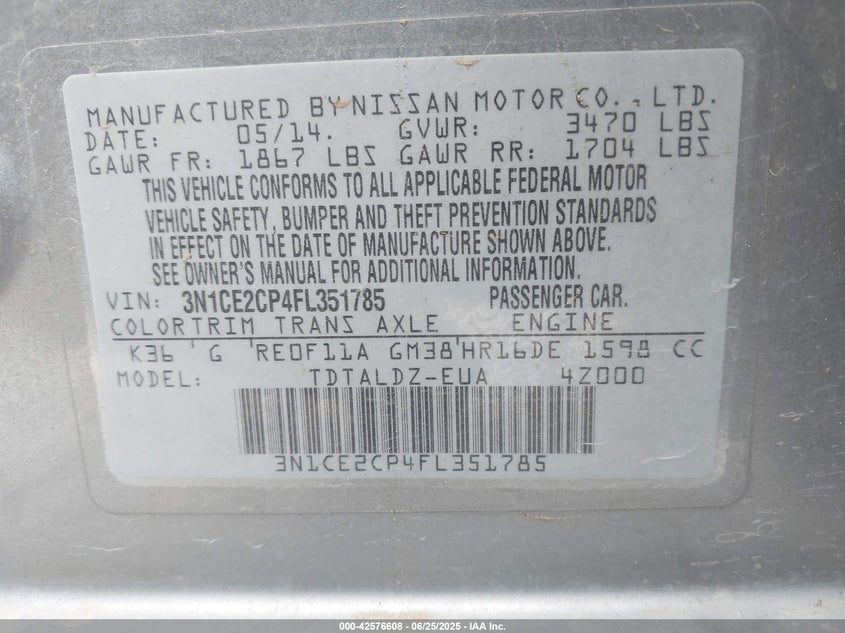 MANUFACTURED BY NISSAN MOTOR CO., LTD.
DATE: 05/14. GVWR: 3470 LBS
GAWR FR: 1867 LBS GAWR RR: 1704 LBS
THIS VEHICLE CONFORMS TO ALL APPLICABLE FEDERAL MOTOR
VEHICLE SAFETY, BUMPER AND THEFT PREVENTION STANDARDS
IN EFFECT ON THE DATE OF MANUFACTURE SHOWN ABOVE.
SEE OWNER'S MANUAL FOR ADDITIONAL INFORMATION.
VIN: 3N1CE2CP4FL351785 PASSENGER CAR.
COLOR TRIM TRANS AXLE ENGINE
K36 G RE0F11A GM38 HR16DE 1598 CC
MODEL: TDTALDZ-EUA 4Z000
3N1CE2CP4FL351785
000-42576608 - 06/25/2025 - IAA Inc.